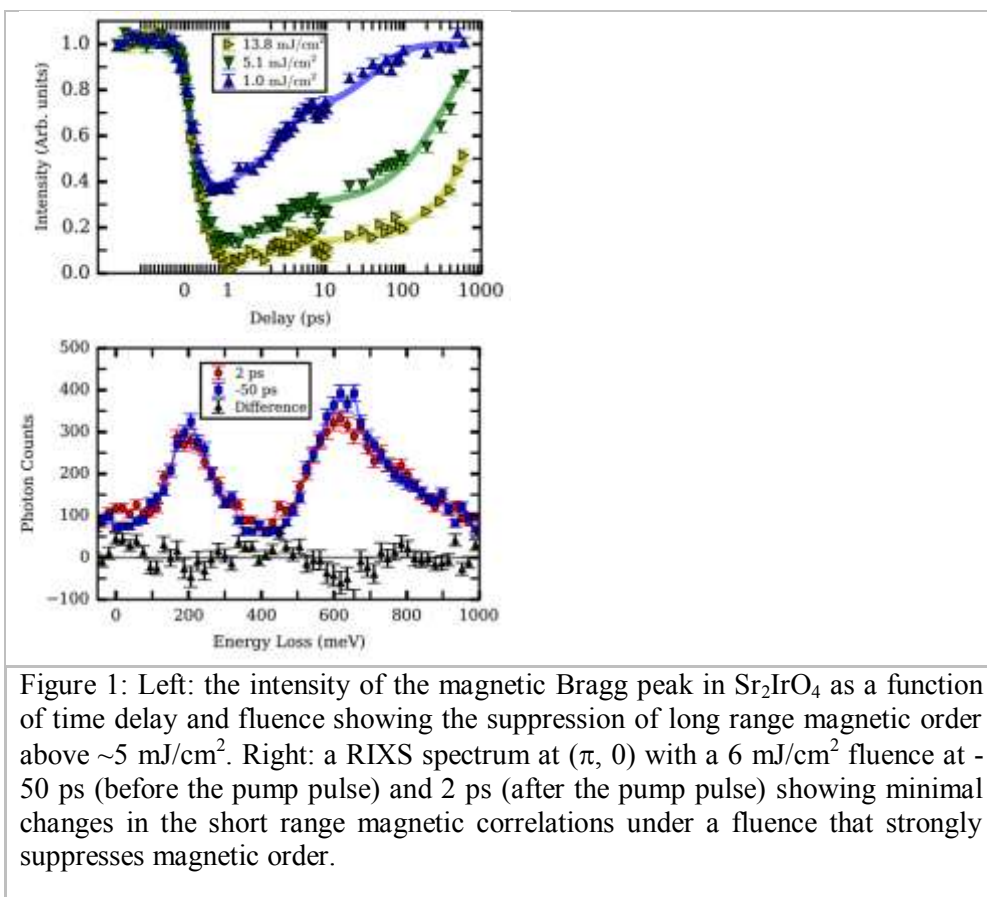 1.0
0.8
0.6
0.4
0.2
0.0
Intensity (Arb. units)
13.8 mJ/cm²
5.1 mJ/cm²
1.0 mJ/cm²
0 1 10 100 1000
Delay (ps)
500
400
300
200
100
0
−100
Photon Counts
2 ps
-50 ps
Difference
0 200 400 600 800 1000
Energy Loss (meV)
Figure 1: Left: the intensity of the magnetic Bragg peak in Sr₂IrO₄ as a function
of time delay and fluence showing the suppression of long range magnetic order
above ~5 mJ/cm². Right: a RIXS spectrum at (π, 0) with a 6 mJ/cm² fluence at -
50 ps (before the pump pulse) and 2 ps (after the pump pulse) showing minimal
changes in the short range magnetic correlations under a fluence that strongly
suppresses magnetic order.